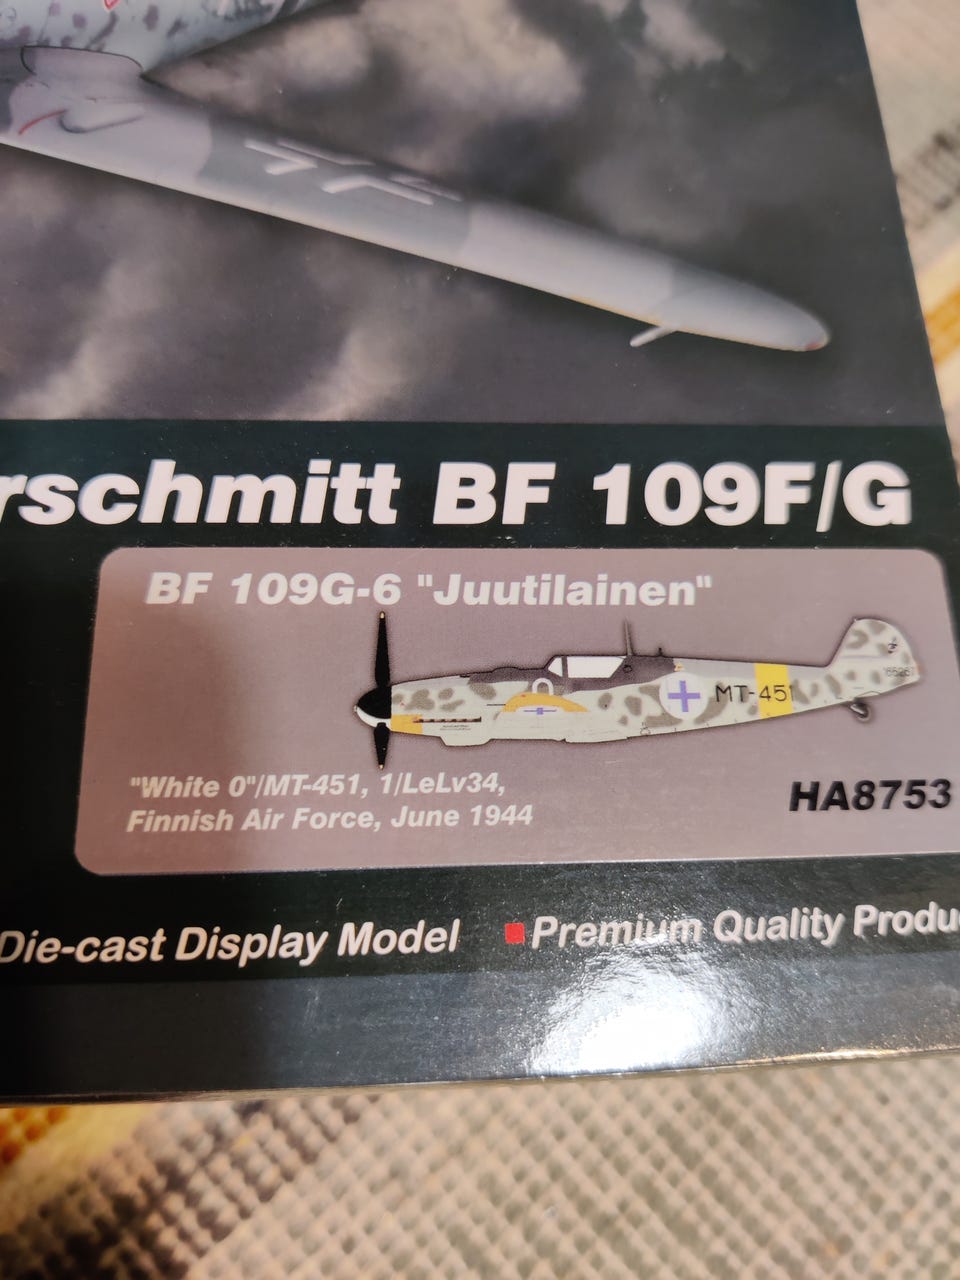 rschmitt BF 109F/G
BF 109G-6 "Juutilainen"
0
MT-451
"White 0"/MT-451, 1/LeLv34,
Finnish Air Force, June 1944
HA8753
Die-cast Display Model
Premium Quality Produ